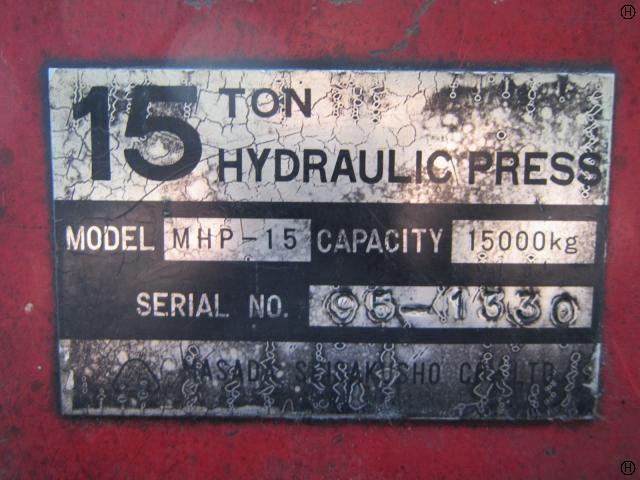 15 TON
HYDRAULIC PRESS
MODEL MHP-15 CAPACITY 15000kg
SERIAL NO. 95-1330
MASADA SEISAKUSHO CO. LTD.
H
H